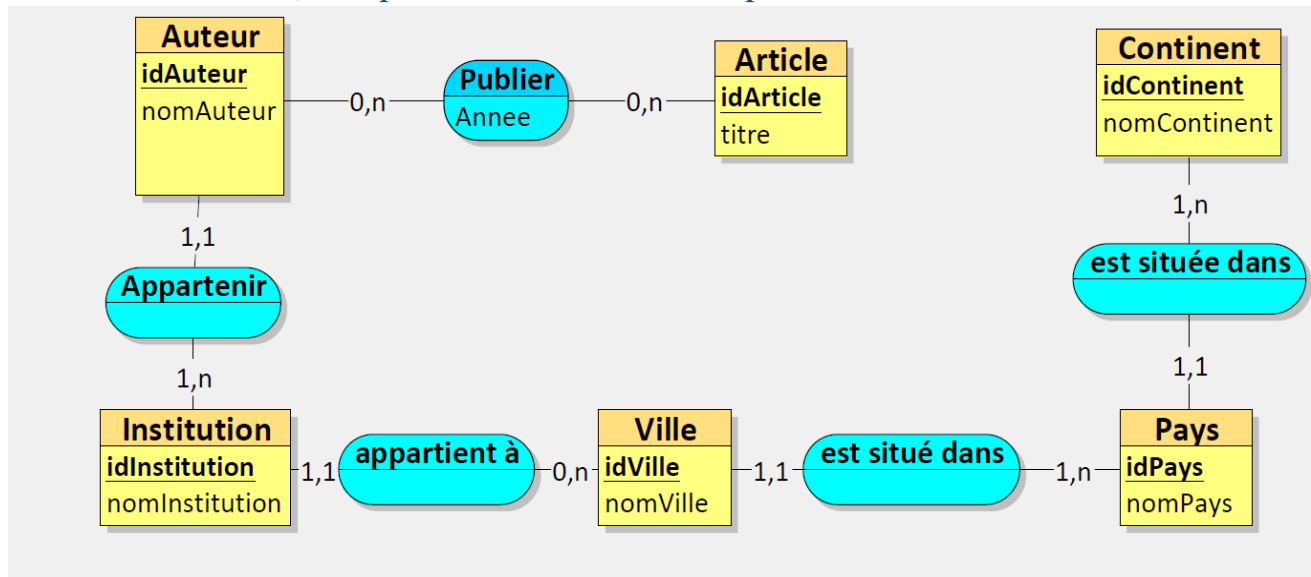 Auteur
idAuteur
nomAuteur
0,n
Publier
Annee
0,n
Article
idArticle
titre
Continent
idContinent
nomContinent
1,1
1,n
Appartenir
est située dans
1,n
1,1
Institution
idInstitution
nomInstitution
1,1
appartient à
0,n
Ville
idVille
nomVille
1,1
est situé dans
1,n
Pays
idPays
nomPays